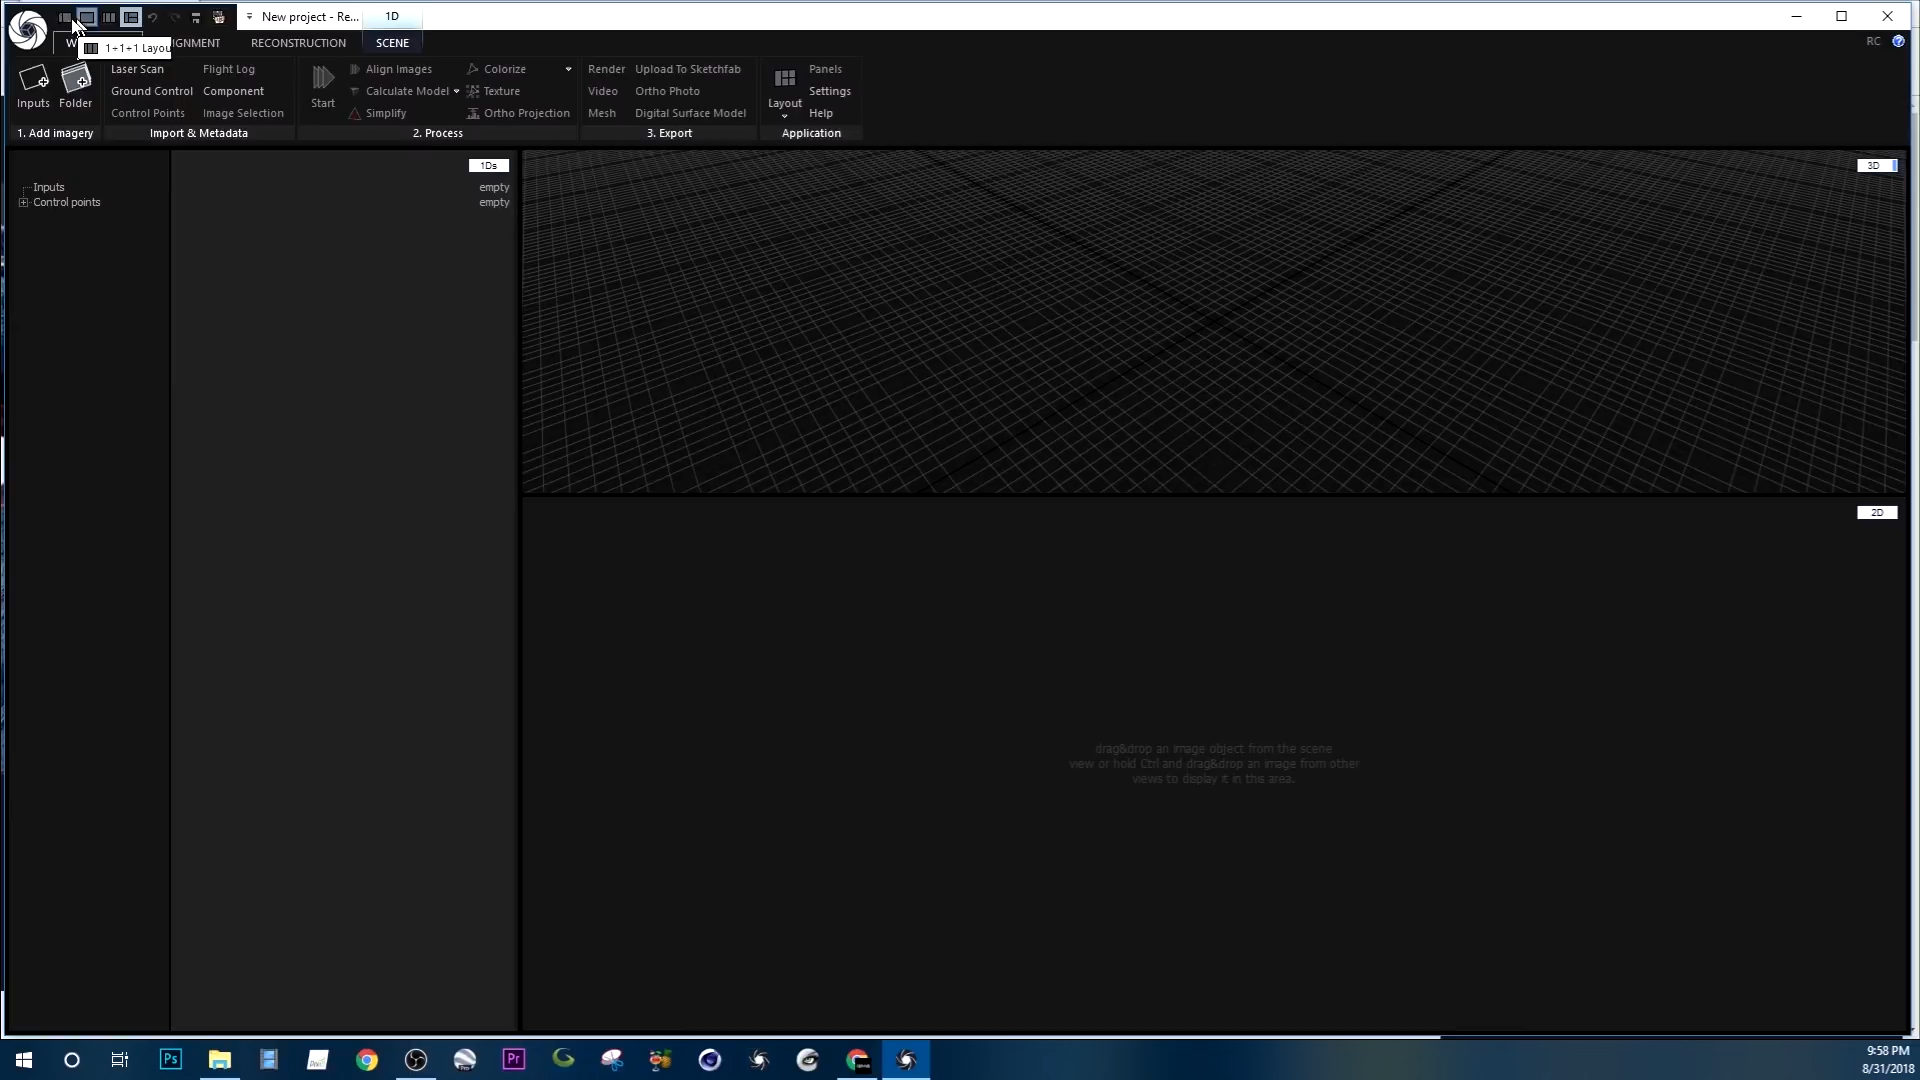 New project - Re... 1D
W IGNMENT RECONSTRUCTION SCENE
RC
1+1+1 Layou
Inputs Folder
1. Add imagery
Laser Scan Flight Log
Ground Control Component
Control Points Image Selection
Import & Metadata
Start
Align Images Colorize
Calculate Model Texture
Simplify Ortho Projection
2. Process
Render Upload To Sketchfab
Video Ortho Photo
Mesh Digital Surface Model
3. Export
Layout
Panels
Settings
Help
Application
1Ds
Inputs empty
Control points empty
3D
2D
drag&drop an image object from the scene
view or hold Ctrl and drag&drop an image from other
views to display it in this area.
Ps
Pr
9:58 PM
8/31/2018